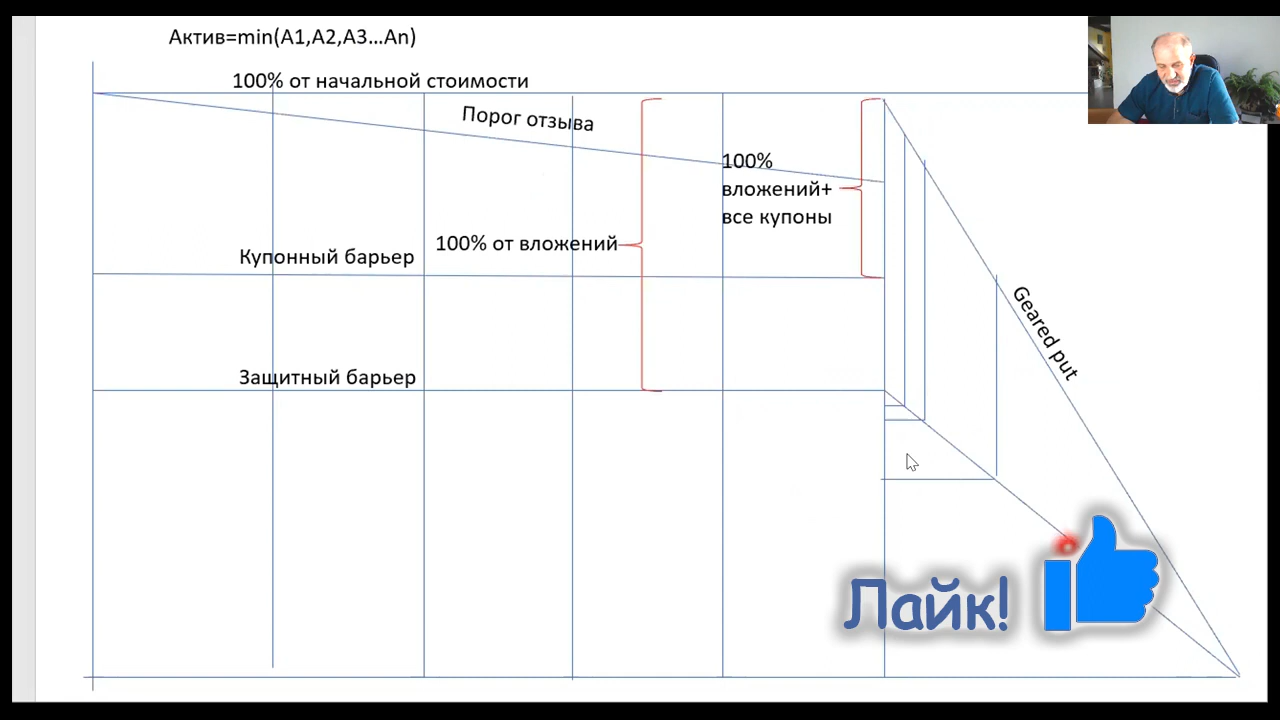 Актив=min(A1,A2,A3...An)
100% от начальной стоимости
Порог отзыва
100%
вложений+
все купоны
100% от вложений
Купонный барьер
Geared put
Защитный барьер
Лайк!